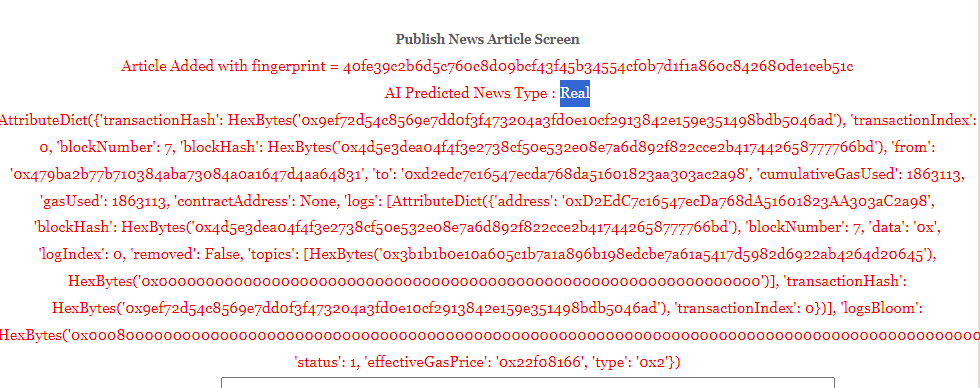 Publish News Article Screen
Article Added with fingerprint = 40fe39c2b6d5c760c8d09bcf43f45b34554cf0b7d1f1a860c842680de1ceb51c
AI Predicted News Type : Real
AttributeDict({'transactionHash': HexBytes('0x9ef72d54c8569e7dd0f3f473204a3fd0e10cf2913842e159e351498bdb5046ad'), 'transactionIndex':
0, 'blockNumber': 7, 'blockHash': HexBytes('0x4d5e3dea04f4f3e2738cf50e532e08e7a6d892f822cce2b417442658777766bd'), 'from':
'0x479ba2b77b710384aba73084a0a1647d4aa64831', 'to': '0xd2edc7c16547ecda768da51601823aa303ac2a98', 'cumulativeGasUsed': 1863113,
'gasUsed': 1863113, 'contractAddress': None, 'logs': [AttributeDict({'address': '0xD2EdC7c16547ecDa768dA51601823AA303aC2a98',
'blockHash': HexBytes('0x4d5e3dea04f4f3e2738cf50e532e08e7a6d892f822cce2b417442658777766bd'), 'blockNumber': 7, 'data': '0x',
'logIndex': 0, 'removed': False, 'topics': [HexBytes('0x3b1b1b0e10a605c1b7a1a896b198edcbe7a61a5417d5982d6922ab4264d20645'),
HexBytes('0x0000000000000000000000000000000000000000000000000000000000000000')], 'transactionHash':
HexBytes('0x9ef72d54c8569e7dd0f3f473204a3fd0e10cf2913842e159e351498bdb5046ad'), 'transactionIndex': 0})], 'logsBloom':
'status': 1, 'effectiveGasPrice': '0x22f08166', 'type': '0x2'})